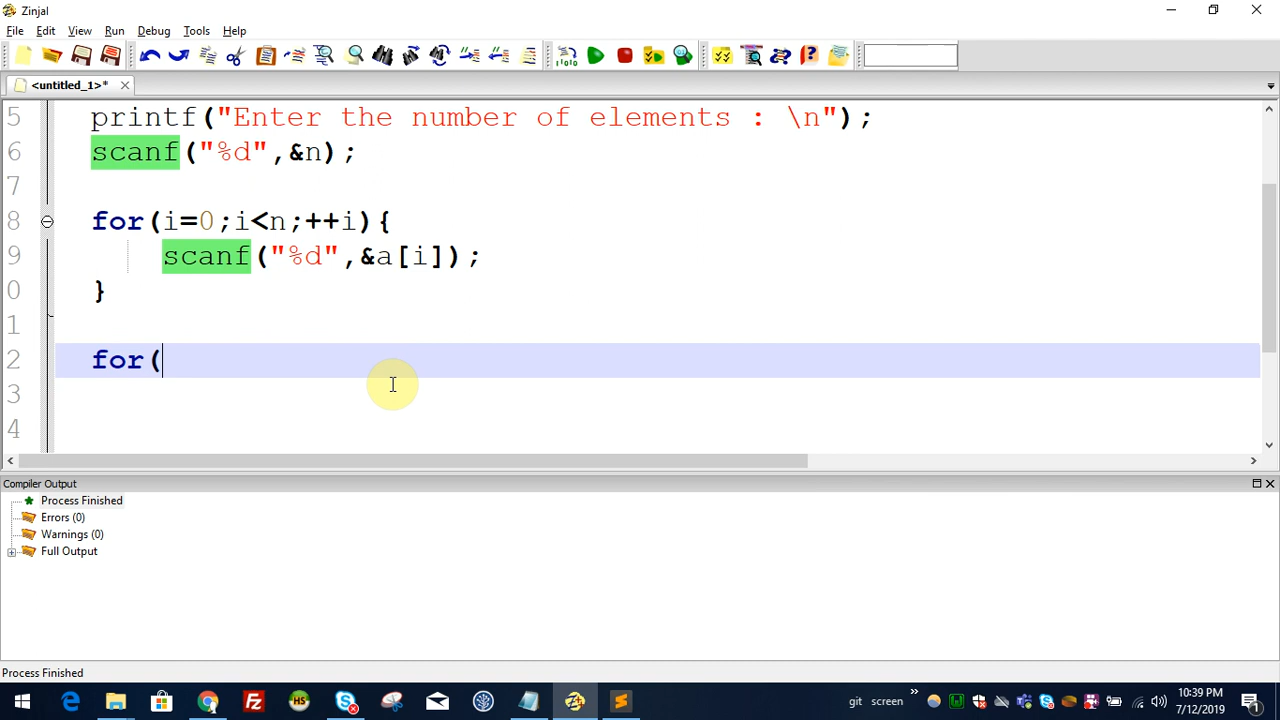 Zinjal
File Edit View Run Debug Tools Help
<untitled_1>*
5 printf("Enter the number of elements : \n");
6 scanf("%d",&n);
7
8 for(i=0;i<n;++i){
9 scanf("%d",&a[i]);
0 }
1
2 for(
3
4
Compiler Output
Process Finished
Errors (0)
Warnings (0)
Full Output
Process Finished
git screen » 10:39 PM
7/12/2019